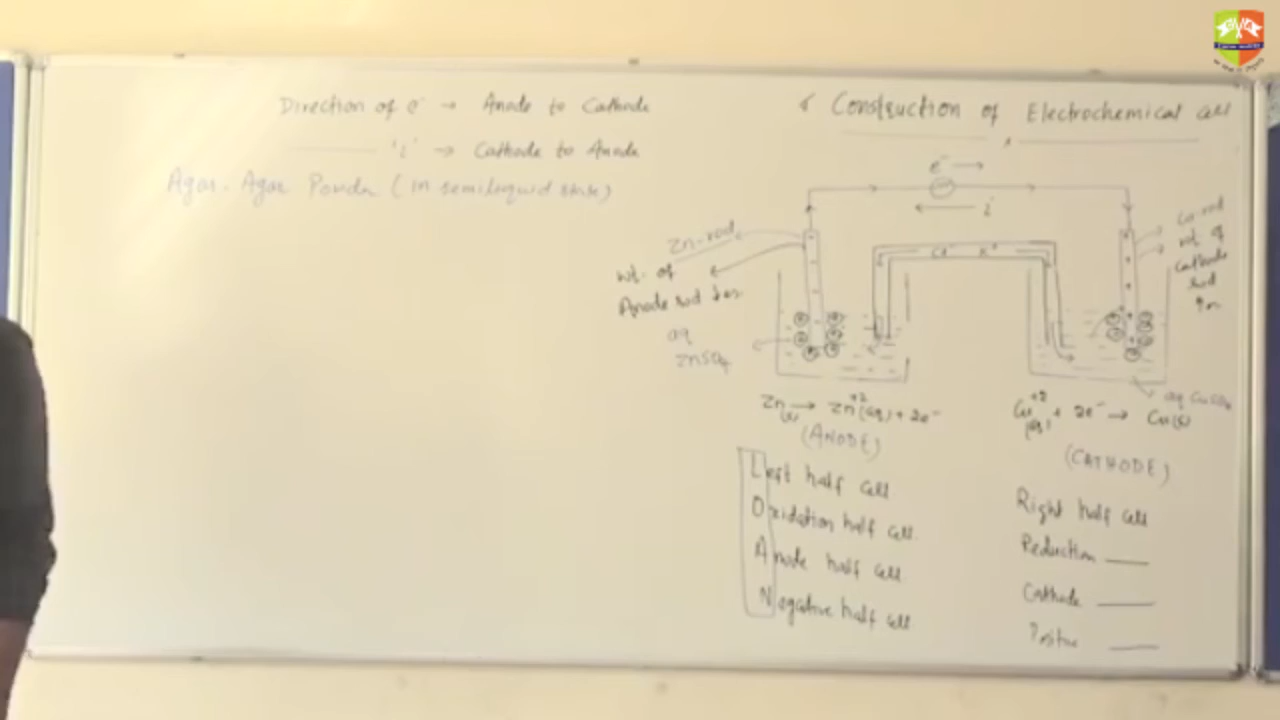 Direction of e⁻ → Anode to Cathode
'i' → Cathode to Anode
Agar-Agar Powder (in semiliquid state)
Construction of Electrochemical cell
e⁻ →
← i
Zn-rod
wt. of
Anode rod
aq
ZnSO₄
Cl⁻ K⁺
Cu-rod
wt. of
Cathode
rod
aq CuSO₄
Zn(s) → Zn⁺²(aq) + 2e⁻
(ANODE)
Cu⁺²(aq) + 2e⁻ → Cu(s)
(CATHODE)
Left half cell
Oxidation half cell
Anode half cell
Negative half cell
Right half cell
Reduction ____
Cathode ____